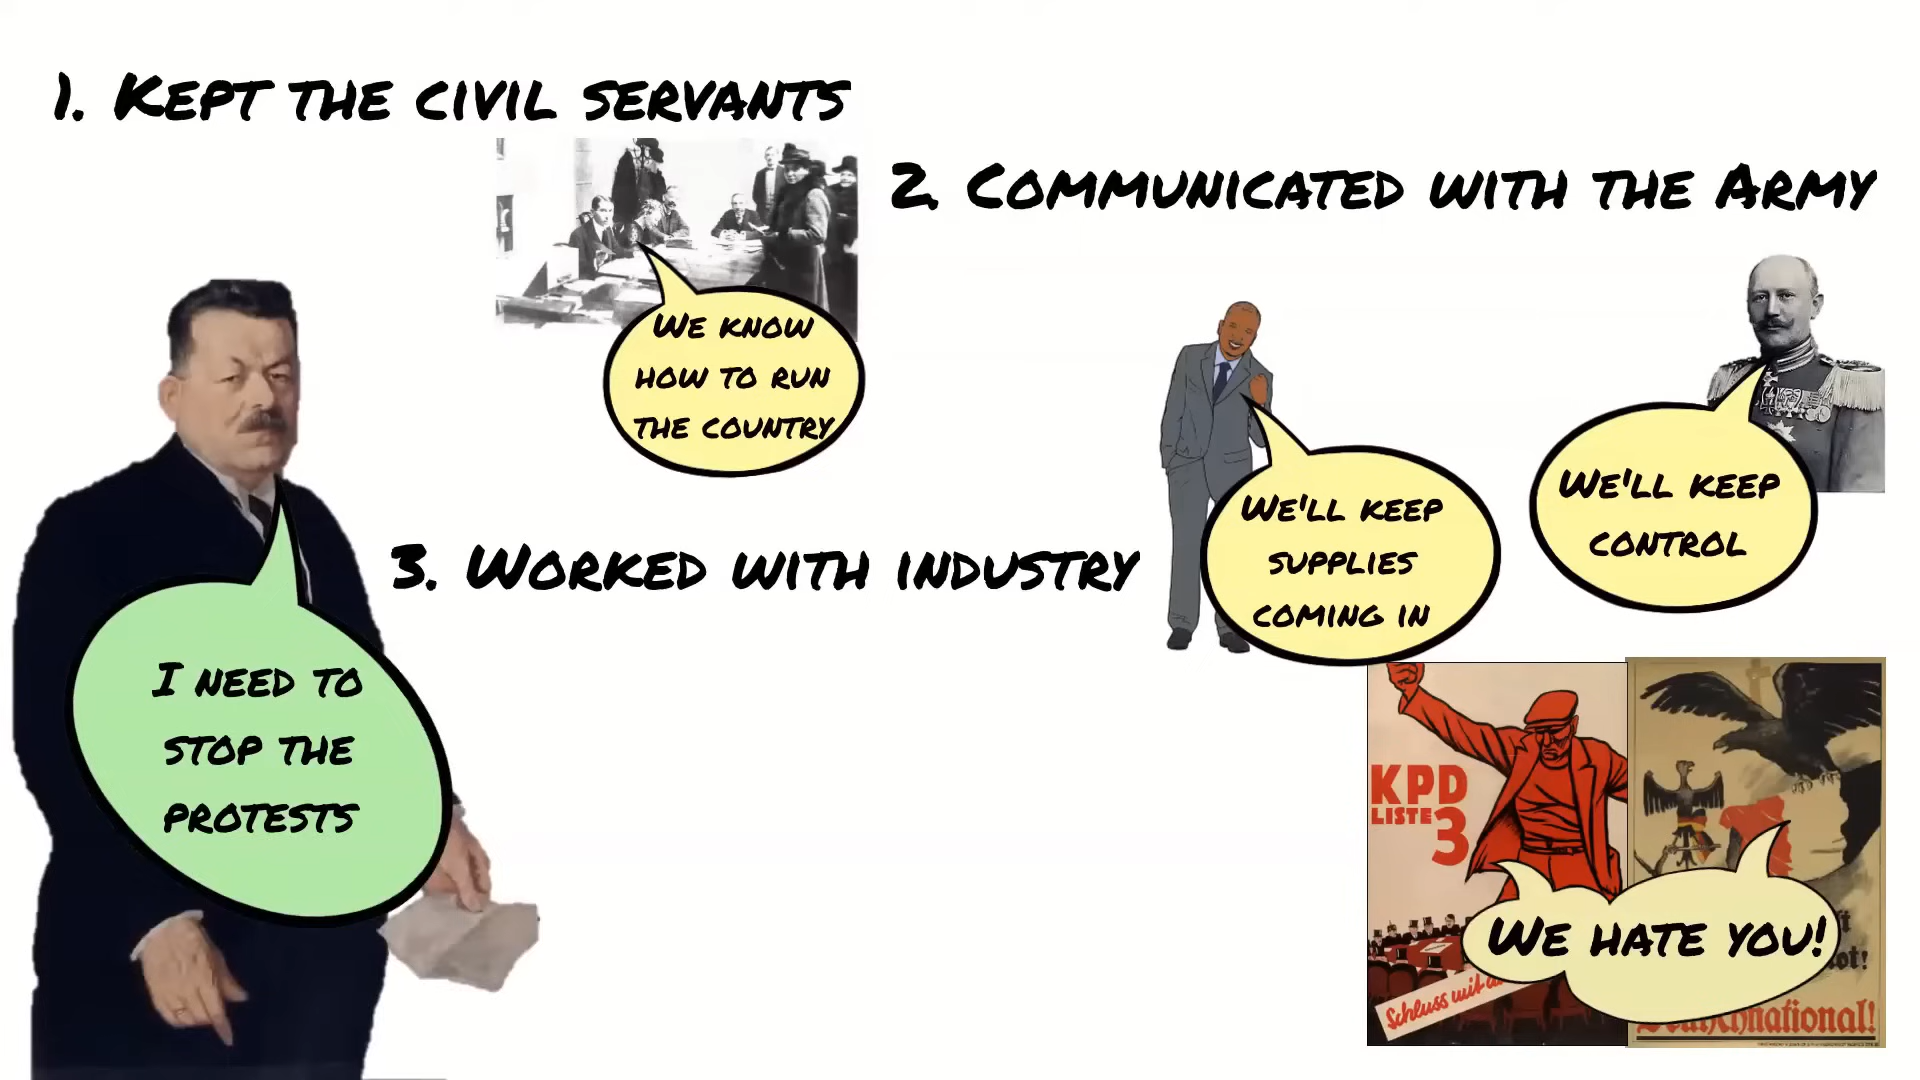 1. Kept the civil servants
2. Communicated with the Army
We know
how to run
the country
We'll keep
control
We'll keep
supplies
coming in
3. Worked with industry
I need to
stop the
protests
KPD
LISTE 3
We hate you!
Schluss mit